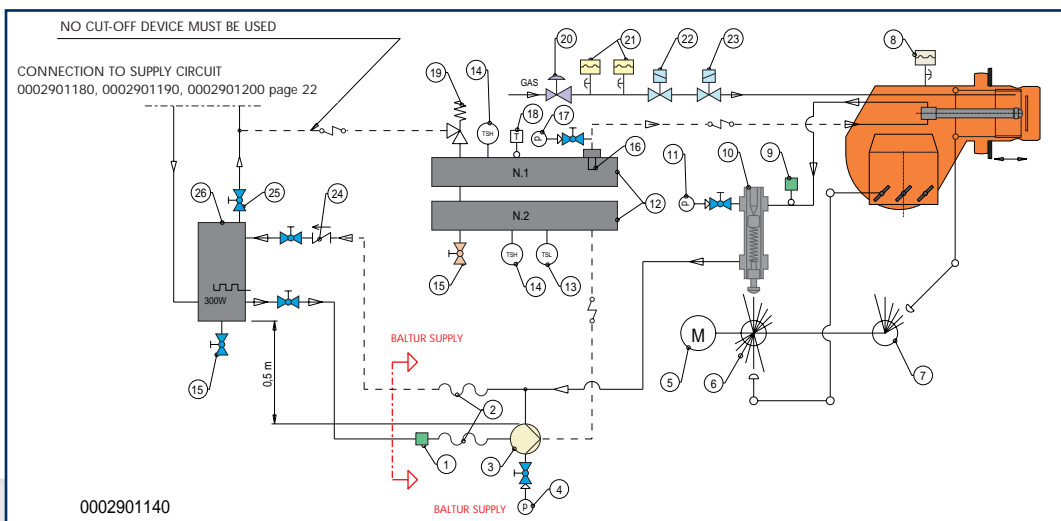 NO CUT-OFF DEVICE MUST BE USED
CONNECTION TO SUPPLY CIRCUIT
0002901180, 0002901190, 0002901200 page 22
20
21
22
23
8
GAS
19
14
TSH
18
T
17
P
16
11
P
10
9
N.1
N.2
12
26
25
24
300W
15
15
TSH
TSL
14
13
0,5 m
BALTUR SUPPLY
M
5
6
7
2
1
3
4
P
BALTUR SUPPLY
0002901140